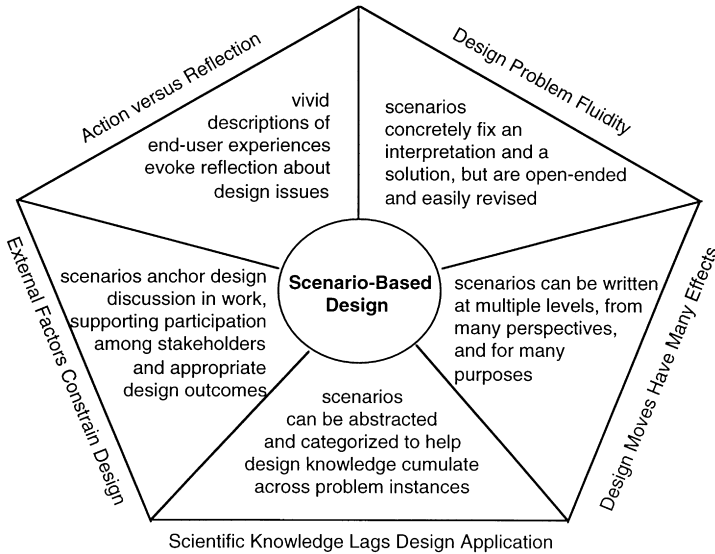 Action versus Reflection
Design Problem Fluidity
vivid
descriptions of
end-user experiences
evoke reflection about
design issues
scenarios
concretely fix an
interpretation and a
solution, but are open-ended
and easily revised
External Factors Constrain Design
scenarios anchor design
discussion in work,
supporting participation
among stakeholders
and appropriate
design outcomes
Scenario-Based
Design
scenarios can be written
at multiple levels, from
many perspectives,
and for many
purposes
Design Moves Have Many Effects
scenarios
can be abstracted
and categorized to help
design knowledge cumulate
across problem instances
Scientific Knowledge Lags Design Application